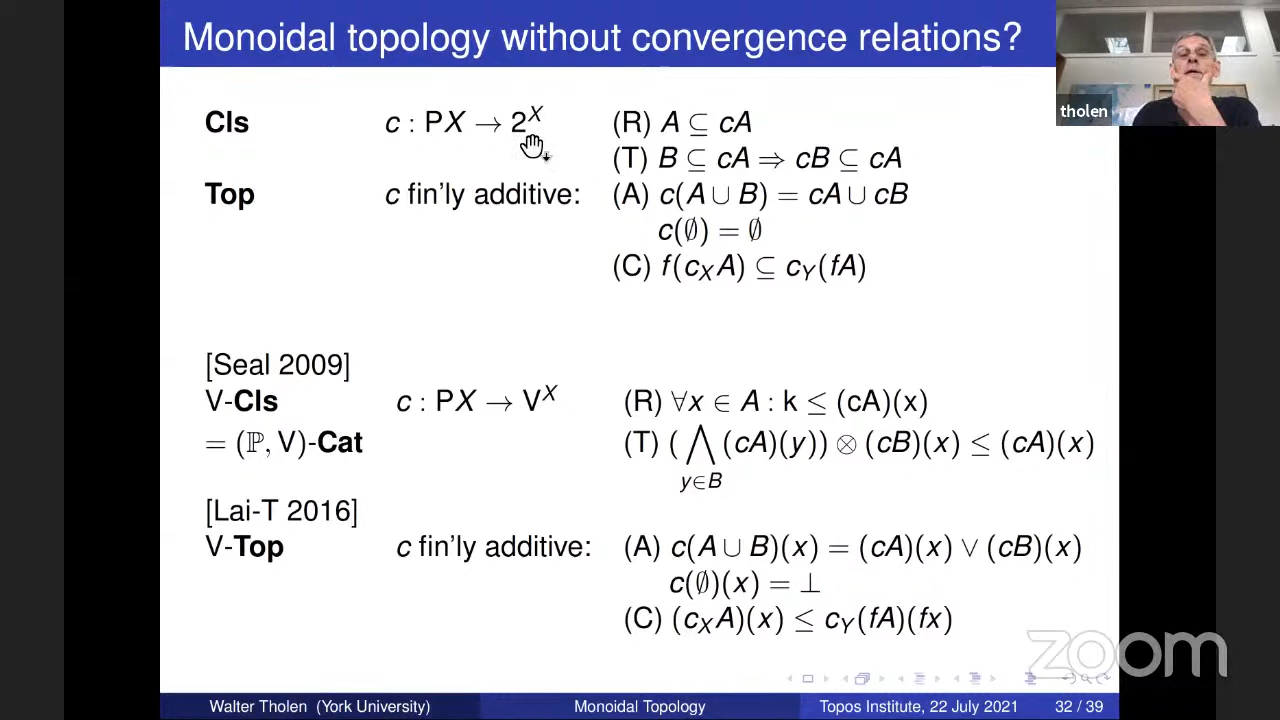 Monoidal topology without convergence relations?
tholen
Cls c : PX → 2^X (R) A ⊆ cA
(T) B ⊆ cA ⇒ cB ⊆ cA
Top c fin'ly additive: (A) c(A ∪ B) = cA ∪ cB
c(∅) = ∅
(C) f(c_X A) ⊆ c_Y(fA)
[Seal 2009]
V-Cls c : PX → V^X (R) ∀x ∈ A : k ≤ (cA)(x)
= (ℙ, V)-Cat (T) ( ⋀ (cA)(y)) ⊗ (cB)(x) ≤ (cA)(x)
y∈B
[Lai-T 2016]
V-Top c fin'ly additive: (A) c(A ∪ B)(x) = (cA)(x) ∨ (cB)(x)
c(∅)(x) = ⊥
(C) (c_X A)(x) ≤ c_Y(fA)(fx)
zoom
Walter Tholen (York University) Monoidal Topology Topos Institute, 22 July 2021 32 / 39